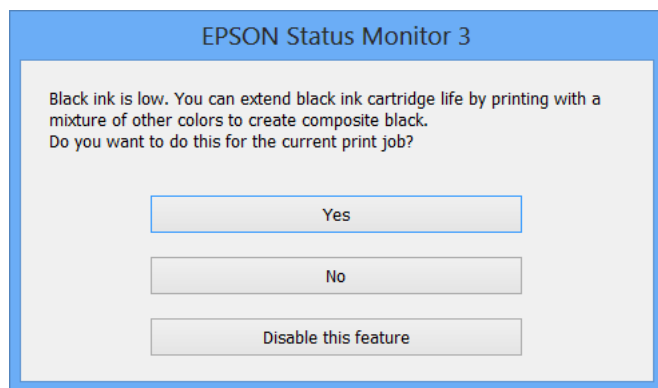 EPSON Status Monitor 3
Black ink is low. You can extend black ink cartridge life by printing with a
mixture of other colors to create composite black.
Do you want to do this for the current print job?
Yes
No
Disable this feature